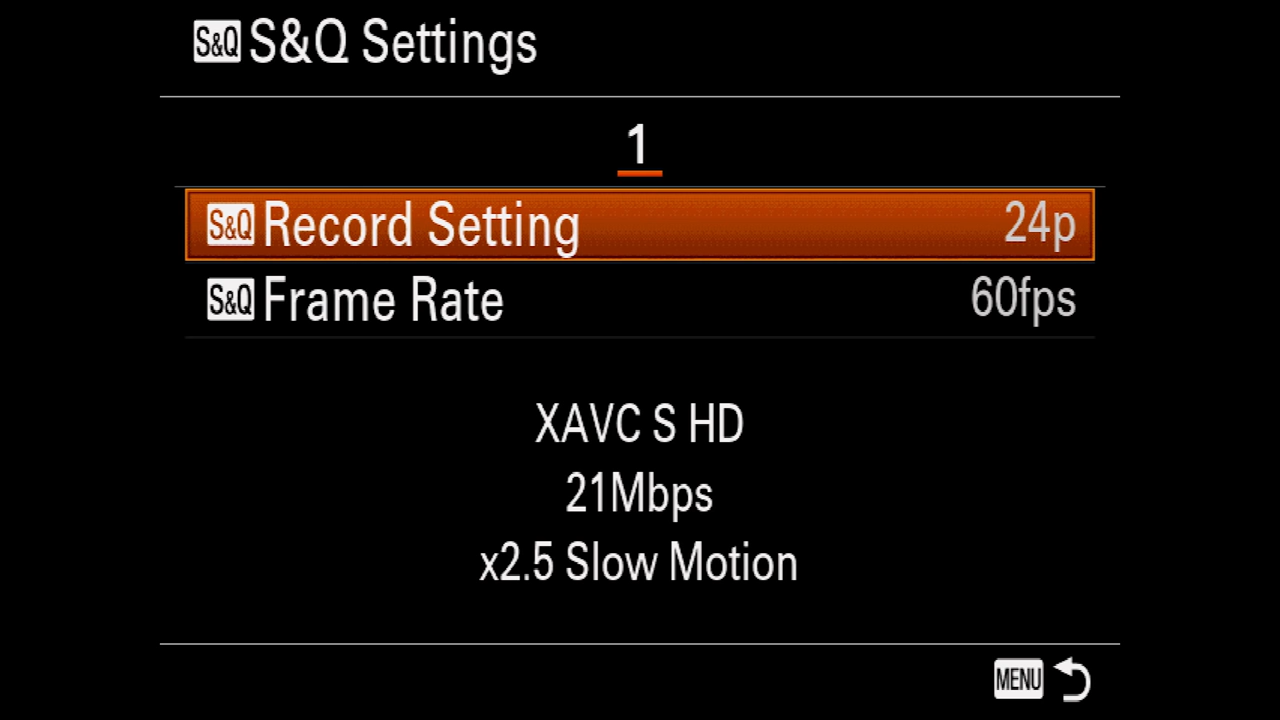 S&Q S&Q Settings
1
S&Q Record Setting 24p
S&Q Frame Rate 60fps
XAVC S HD
21Mbps
x2.5 Slow Motion
MENU